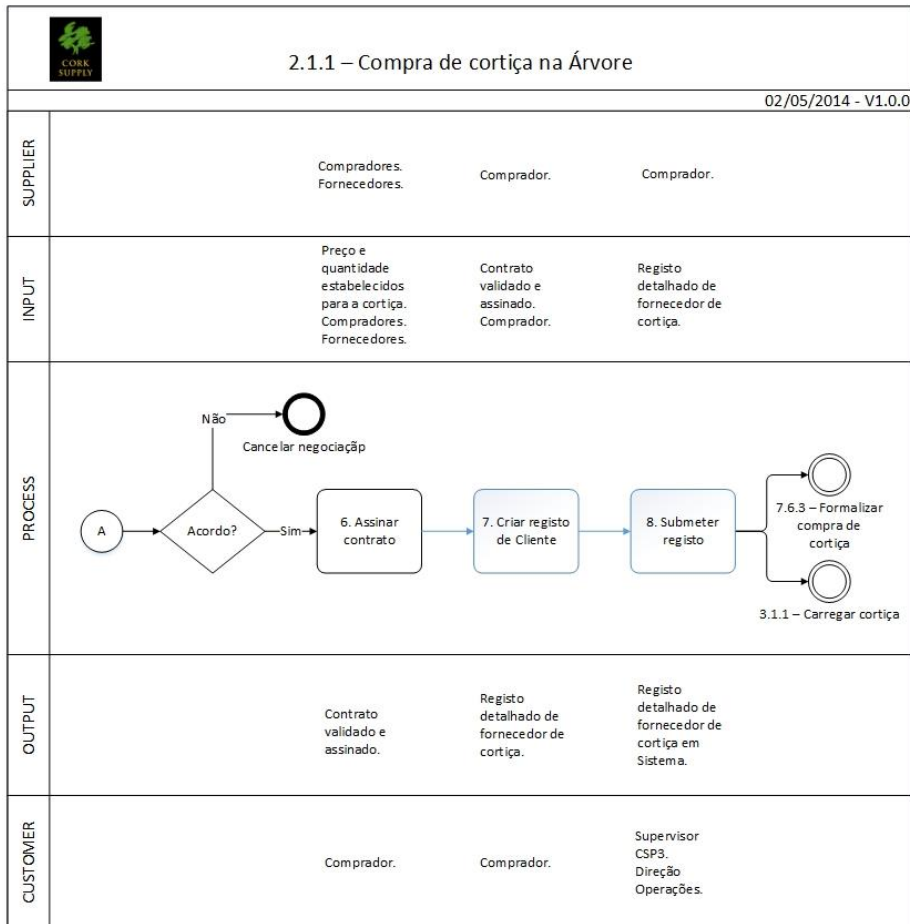 CORK
SUPPLY
2.1.1 – Compra de cortiça na Árvore
02/05/2014 - V1.0.0
SUPPLIER
Compradores.
Fornecedores.
Comprador.
Comprador.
INPUT
Preço e
quantidade
estabelecidos
para a cortiça.
Compradores.
Fornecedores.
Contrato
validado e
assinado.
Comprador.
Registo
detalhado de
fornecedor de
cortiça.
PROCESS
Não
Cancelar negociaçãp
A
Acordo?
Sim
6. Assinar
contrato
7. Criar registo
de Cliente
8. Submeter
registo
7.6.3 – Formalizar
compra de
cortiça
3.1.1 – Carregar cortiça
OUTPUT
Contrato
validado e
assinado.
Registo
detalhado de
fornecedor de
cortiça.
Registo
detalhado de
fornecedor de
cortiça em
Sistema.
CUSTOMER
Comprador.
Comprador.
Supervisor
CSP3.
Direção
Operações.